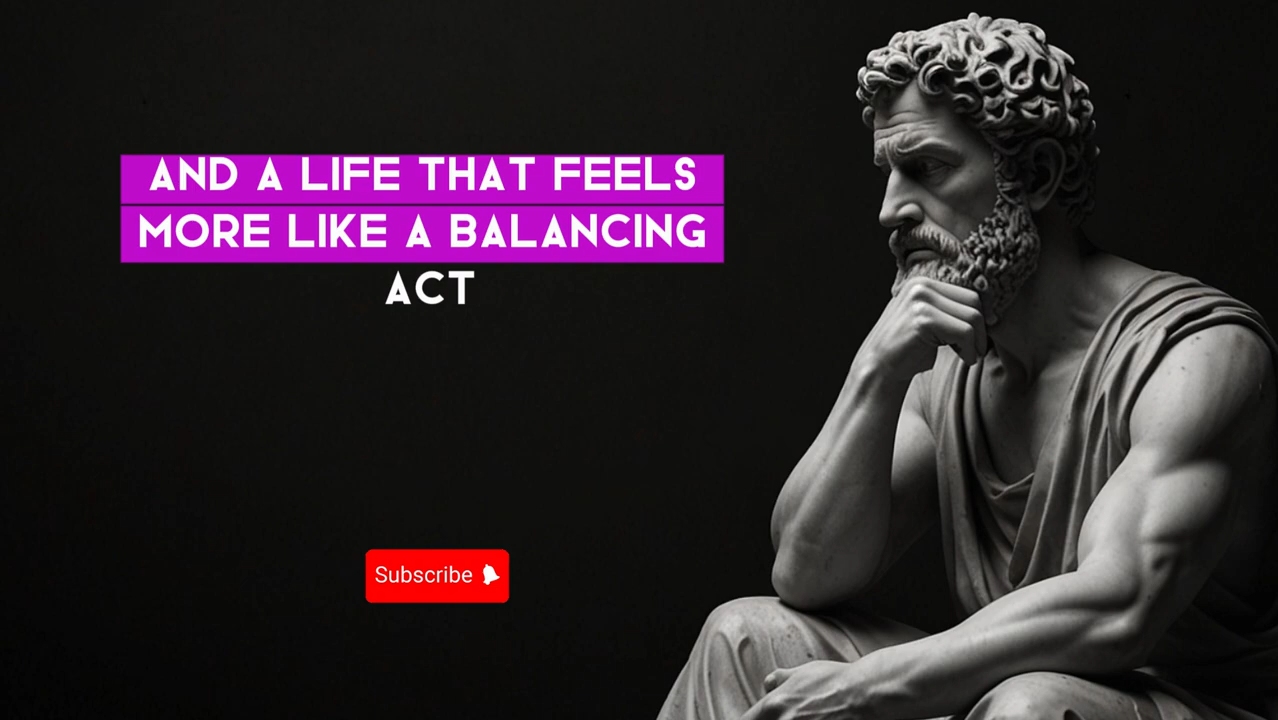 AND A LIFE THAT FEELS
MORE LIKE A BALANCING
ACT
Subscribe